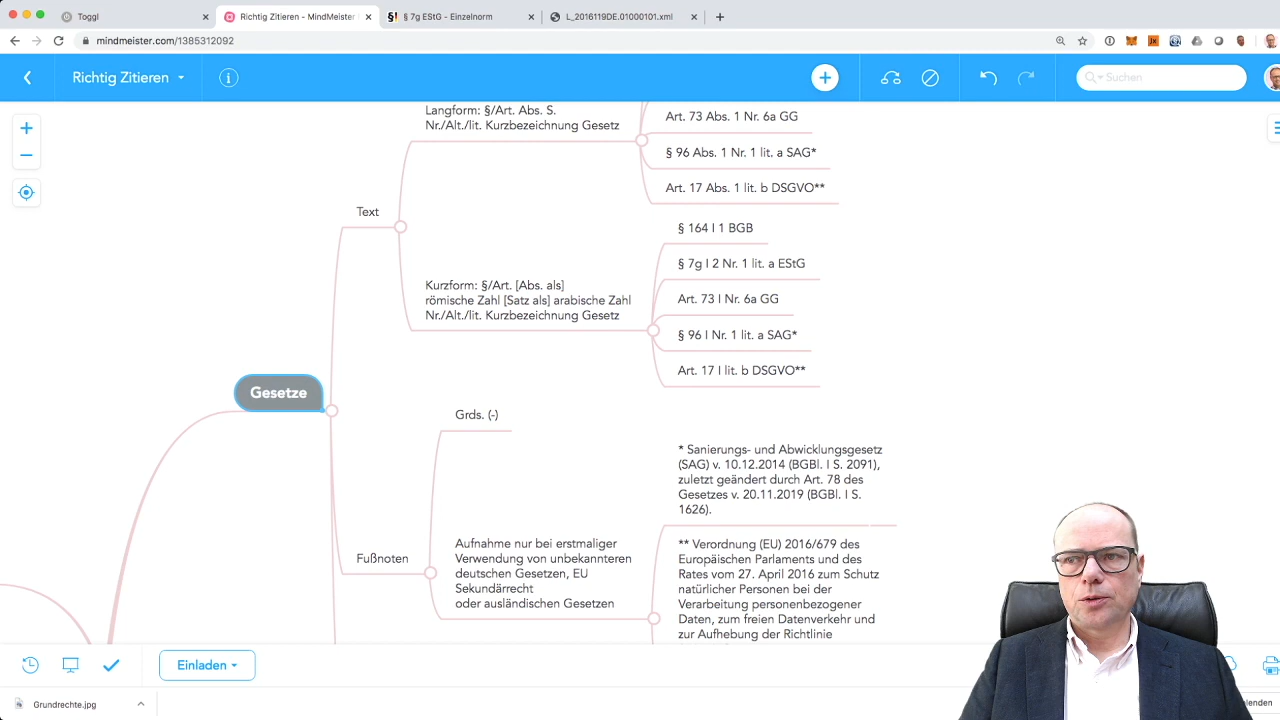 Toggl
Richtig Zitieren - MindMeister
§ 7g EStG - Einzelnorm
L_2016119DE.01000101.xml
mindmeister.com/1385312092
Richtig Zitieren
Suchen
Langform: §/Art. Abs. S.
Nr./Alt./lit. Kurzbezeichnung Gesetz
Art. 73 Abs. 1 Nr. 6a GG
§ 96 Abs. 1 Nr. 1 lit. a SAG*
Art. 17 Abs. 1 lit. b DSGVO**
Text
Kurzform: §/Art. [Abs. als]
römische Zahl [Satz als] arabische Zahl
Nr./Alt./lit. Kurzbezeichnung Gesetz
§ 164 I 1 BGB
§ 7g I 2 Nr. 1 lit. a EStG
Art. 73 I Nr. 6a GG
§ 96 I Nr. 1 lit. a SAG*
Art. 17 I lit. b DSGVO**
Gesetze
Grds. (-)
Fußnoten
Aufnahme nur bei erstmaliger
Verwendung von unbekannteren
deutschen Gesetzen, EU
Sekundärrecht
oder ausländischen Gesetzen
* Sanierungs- und Abwicklungsgesetz
(SAG) v. 10.12.2014 (BGBl. I S. 2091),
zuletzt geändert durch Art. 78 des
Gesetzes v. 20.11.2019 (BGBl. I S.
1626).
** Verordnung (EU) 2016/679 des
Europäischen Parlaments und des
Rates vom 27. April 2016 zum Schutz
natürlicher Personen bei der
Verarbeitung personenbezogener
Daten, zum freien Datenverkehr und
zur Aufhebung der Richtlinie
Einladen
Grundrechte.jpg